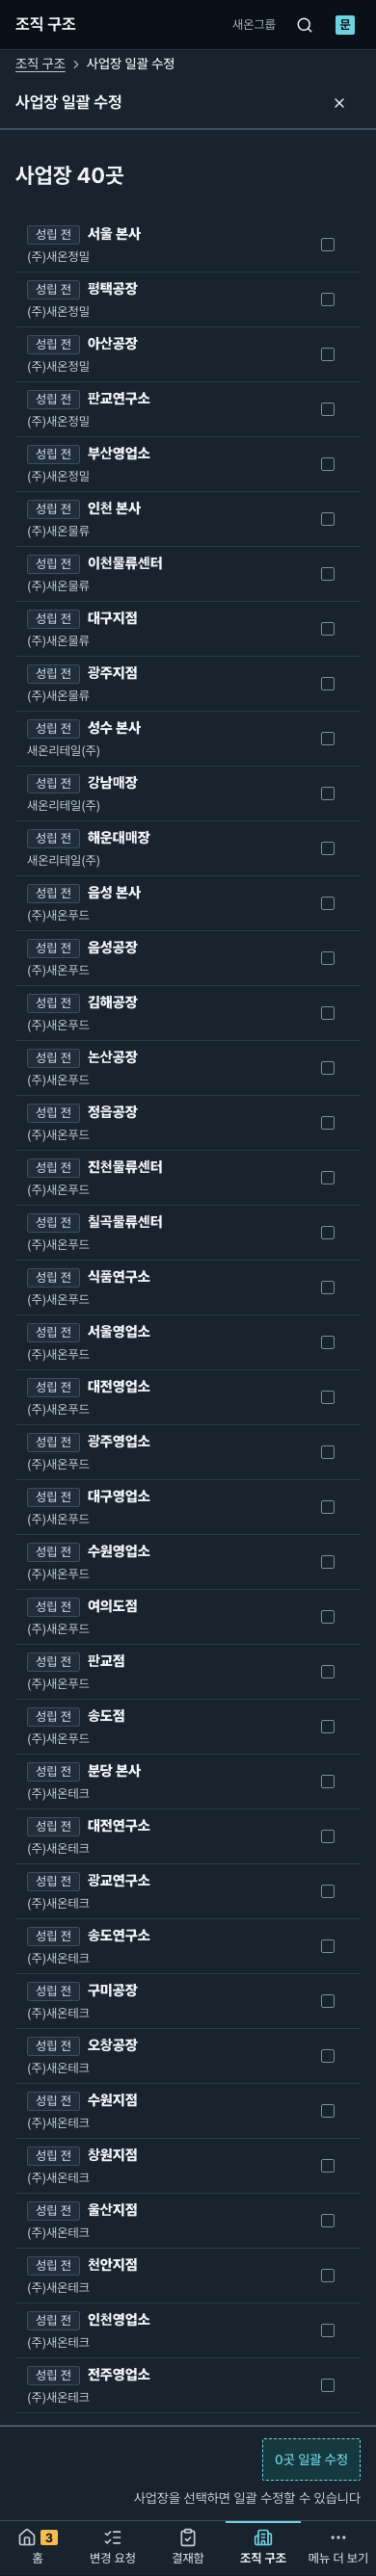 조직 구조 새온그룹 문
조직 구조 > 사업장 일괄 수정
사업장 일괄 수정
사업장 40곳
성립 전 서울 본사
(주)새온정밀
성립 전 평택공장
(주)새온정밀
성립 전 아산공장
(주)새온정밀
성립 전 판교연구소
(주)새온정밀
성립 전 부산영업소
(주)새온정밀
성립 전 인천 본사
(주)새온물류
성립 전 이천물류센터
(주)새온물류
성립 전 대구지점
(주)새온물류
성립 전 광주지점
(주)새온물류
성립 전 성수 본사
새온리테일(주)
성립 전 강남매장
새온리테일(주)
성립 전 해운대매장
새온리테일(주)
성립 전 음성 본사
(주)새온푸드
성립 전 음성공장
(주)새온푸드
성립 전 김해공장
(주)새온푸드
성립 전 논산공장
(주)새온푸드
성립 전 정읍공장
(주)새온푸드
성립 전 진천물류센터
(주)새온푸드
성립 전 칠곡물류센터
(주)새온푸드
성립 전 식품연구소
(주)새온푸드
성립 전 서울영업소
(주)새온푸드
성립 전 대전영업소
(주)새온푸드
성립 전 광주영업소
(주)새온푸드
성립 전 대구영업소
(주)새온푸드
성립 전 수원영업소
(주)새온푸드
성립 전 여의도점
(주)새온푸드
성립 전 판교점
(주)새온푸드
성립 전 송도점
(주)새온푸드
성립 전 분당 본사
(주)새온테크
성립 전 대전연구소
(주)새온테크
성립 전 광교연구소
(주)새온테크
성립 전 송도연구소
(주)새온테크
성립 전 구미공장
(주)새온테크
성립 전 오창공장
(주)새온테크
성립 전 수원지점
(주)새온테크
성립 전 창원지점
(주)새온테크
성립 전 울산지점
(주)새온테크
성립 전 천안지점
(주)새온테크
성립 전 인천영업소
(주)새온테크
성립 전 전주영업소
(주)새온테크
0곳 일괄 수정
사업장을 선택하면 일괄 수정할 수 있습니다
3
홈 변경 요청 결재함 조직 구조 메뉴 더 보기